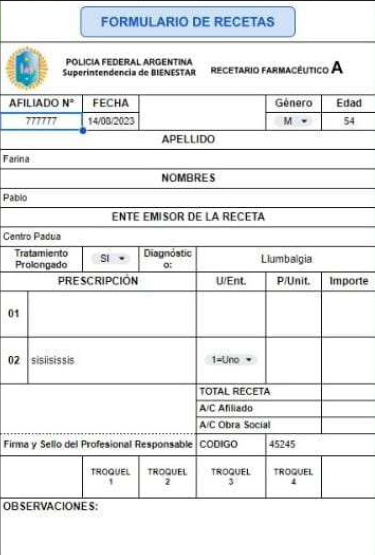 FORMULARIO DE RECETAS
POLICIA FEDERAL ARGENTINA
Superintendencia de BIENESTAR
RECETARIO FARMACÉUTICO A
AFILIADO Nº FECHA Género Edad
777777 14/08/2023 M 54
APELLIDO
Farina
NOMBRES
Pablo
ENTE EMISOR DE LA RECETA
Centro Padua
Tratamiento Prolongado SI Diagnóstico: Llumbalgia
PRESCRIPCIÓN U/Ent. P/Unit. Importe
01
02 sisiisissis 1=Uno
TOTAL RECETA
A/C Afiliado
A/C Obra Social
Firma y Sello del Profesional Responsable CODIGO 45245
TROQUEL 1 TROQUEL 2 TROQUEL 3 TROQUEL 4
OBSERVACIONES: